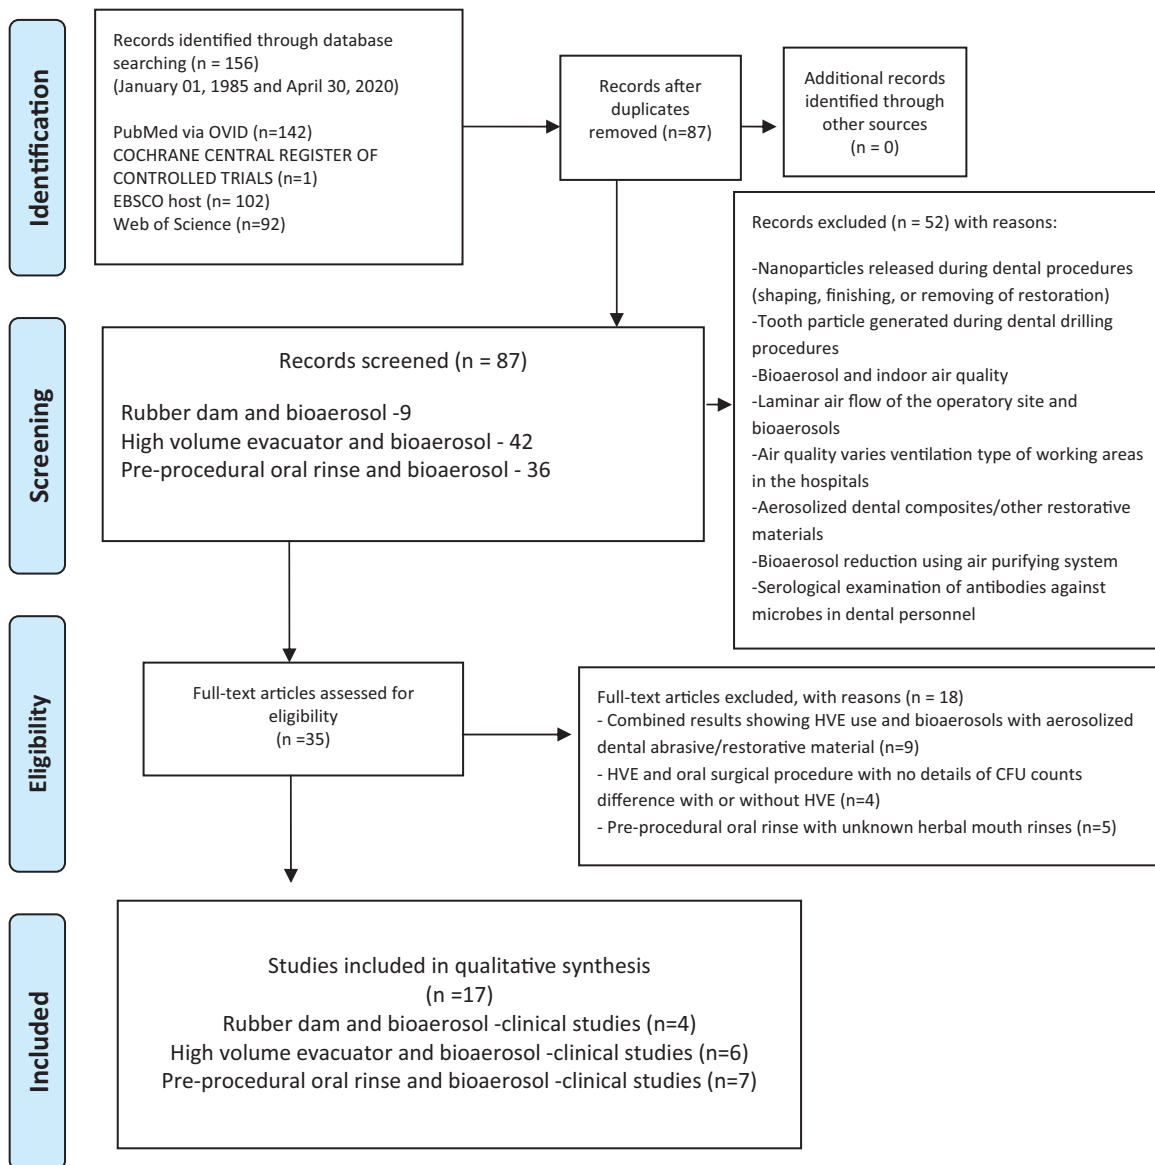 Identification
Records identified through database
searching (n = 156)
(January 01, 1985 and April 30, 2020)
PubMed via OVID (n=142)
COCHRANE CENTRAL REGISTER OF
CONTROLLED TRIALS (n=1)
EBSCO host (n= 102)
Web of Science (n=92)
Records after
duplicates
removed (n=87)
Additional records
identified through
other sources
(n = 0)
Records excluded (n = 52) with reasons:
-Nanoparticles released during dental procedures
(shaping, finishing, or removing of restoration)
-Tooth particle generated during dental drilling
procedures
-Bioaerosol and indoor air quality
-Laminar air flow of the operatory site and
bioaerosols
-Air quality varies ventilation type of working areas
in the hospitals
-Aerosolized dental composites/other restorative
materials
-Bioaerosol reduction using air purifying system
-Serological examination of antibodies against
microbes in dental personnel
Screening
Records screened (n = 87)
Rubber dam and bioaerosol -9
High volume evacuator and bioaerosol - 42
Pre-procedural oral rinse and bioaerosol - 36
Eligibility
Full-text articles assessed for
eligibility
(n =35)
Full-text articles excluded, with reasons (n = 18)
- Combined results showing HVE use and bioaerosols with aerosolized
dental abrasive/restorative material (n=9)
- HVE and oral surgical procedure with no details of CFU counts
difference with or without HVE (n=4)
- Pre-procedural oral rinse with unknown herbal mouth rinses (n=5)
Included
Studies included in qualitative synthesis
(n =17)
Rubber dam and bioaerosol -clinical studies (n=4)
High volume evacuator and bioaerosol -clinical studies (n=6)
Pre-procedural oral rinse and bioaerosol -clinical studies (n=7)